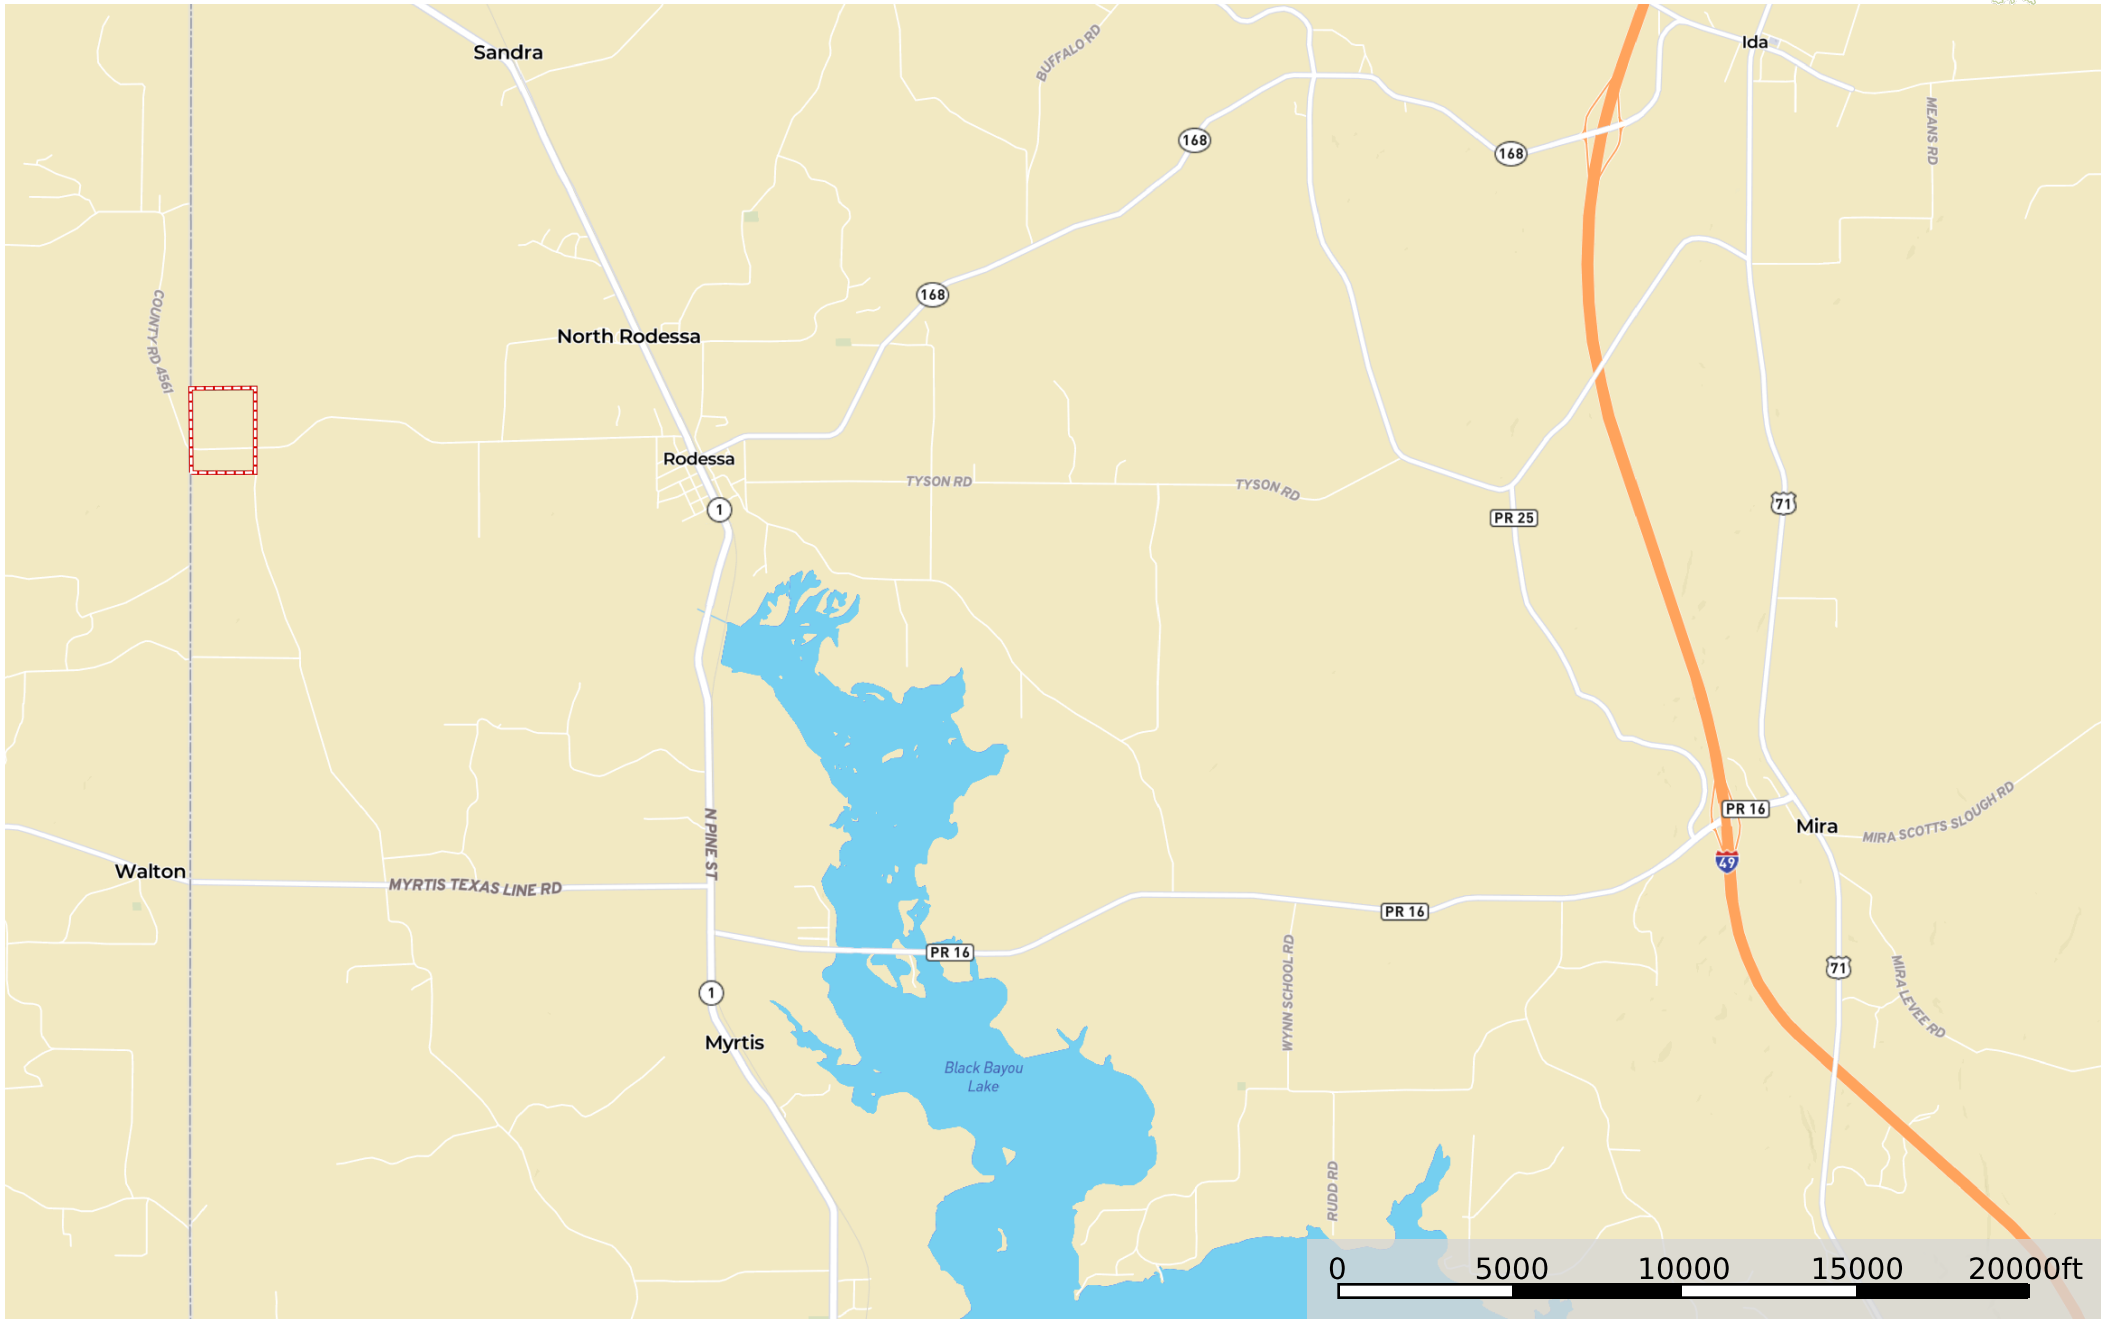 Sandra
BUFFALO RD
Ida
MEANS RD
168
168
168
COUNTY RD 4561
North Rodessa
Rodessa
TYSON RD
TYSON RD
1
PR 25
71
N PINE ST
PR 16
Mira
MIRA SCOTTS SLOUGH RD
49
Walton
MYRTIS TEXAS LINE RD
PR 16
PR 16
WYNN SCHOOL RD
71
MIRA LEVEE RD
1
Myrtis
Black Bayou
Lake
RUDD RD
0 5000 10000 15000 20000ft